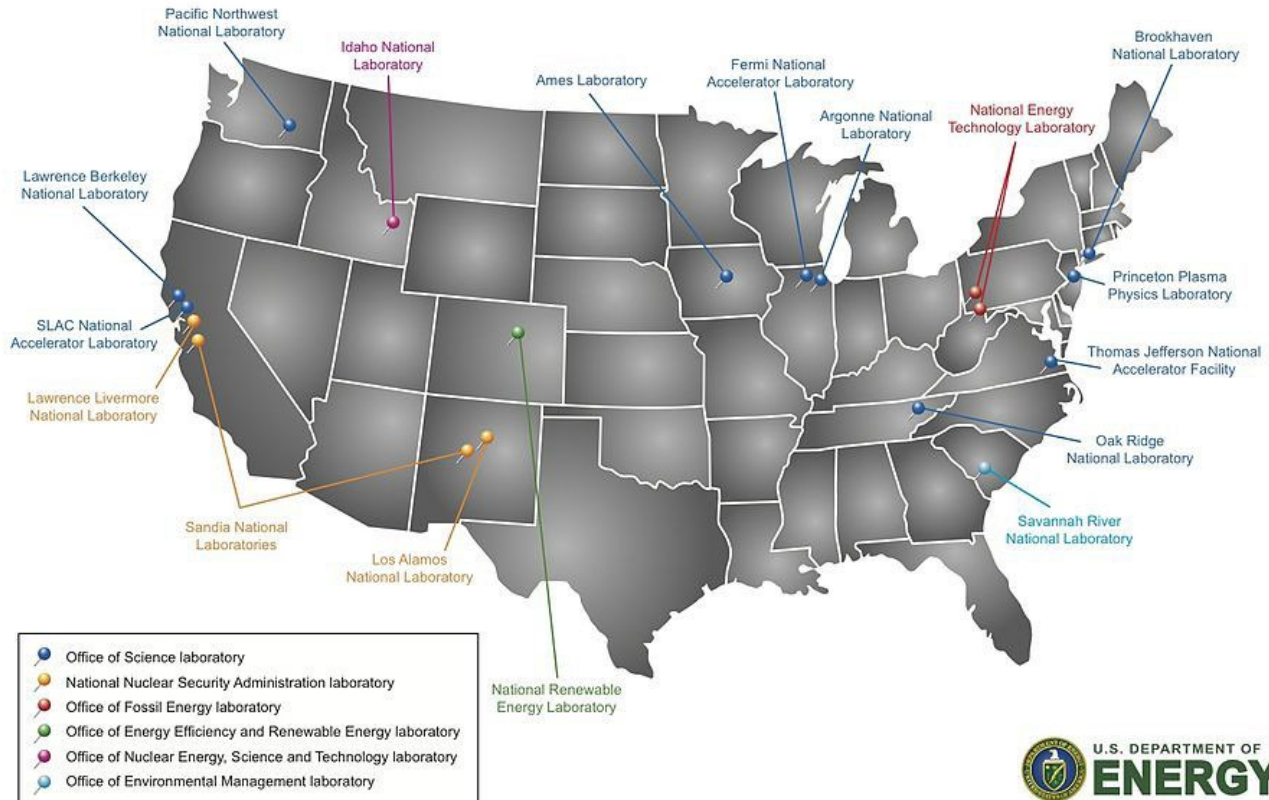 Pacific Northwest
National Laboratory
Idaho National
Laboratory
Ames Laboratory
Fermi National
Accelerator Laboratory
Argonne National
Laboratory
National Energy
Technology Laboratory
Brookhaven
National Laboratory
Lawrence Berkeley
National Laboratory
SLAC National
Accelerator Laboratory
Lawrence Livermore
National Laboratory
Princeton Plasma
Physics Laboratory
Thomas Jefferson National
Accelerator Facility
Oak Ridge
National Laboratory
Savannah River
National Laboratory
Sandia National
Laboratories
Los Alamos
National Laboratory
National Renewable
Energy Laboratory
Office of Science laboratory
National Nuclear Security Administration laboratory
Office of Fossil Energy laboratory
Office of Energy Efficiency and Renewable Energy laboratory
Office of Nuclear Energy, Science and Technology laboratory
Office of Environmental Management laboratory
U.S. DEPARTMENT OF
ENERGY